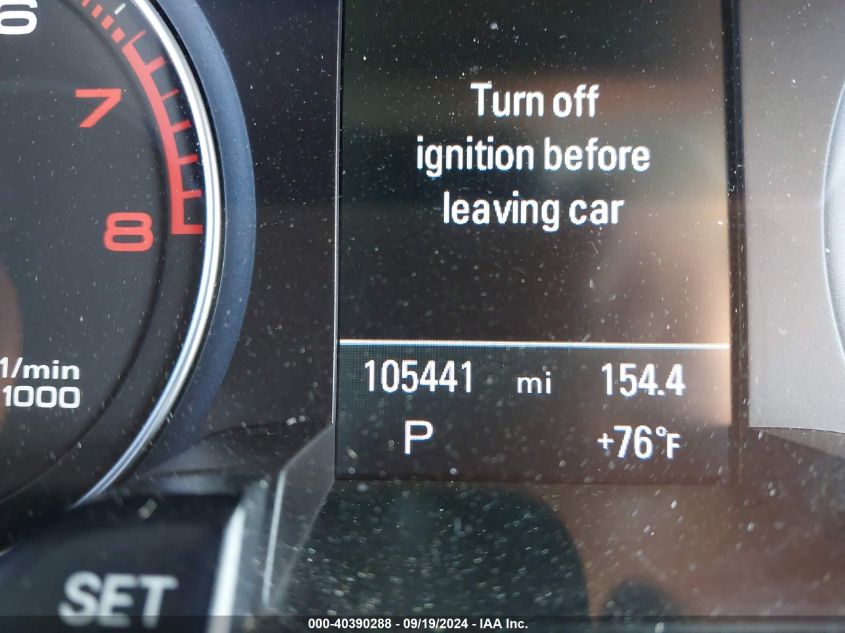 6
7
8
1/min
1000
Turn off
ignition before
leaving car
105441 mi 154.4
P +76°F
SET
000-40390288 - 09/19/2024 - IAA Inc.